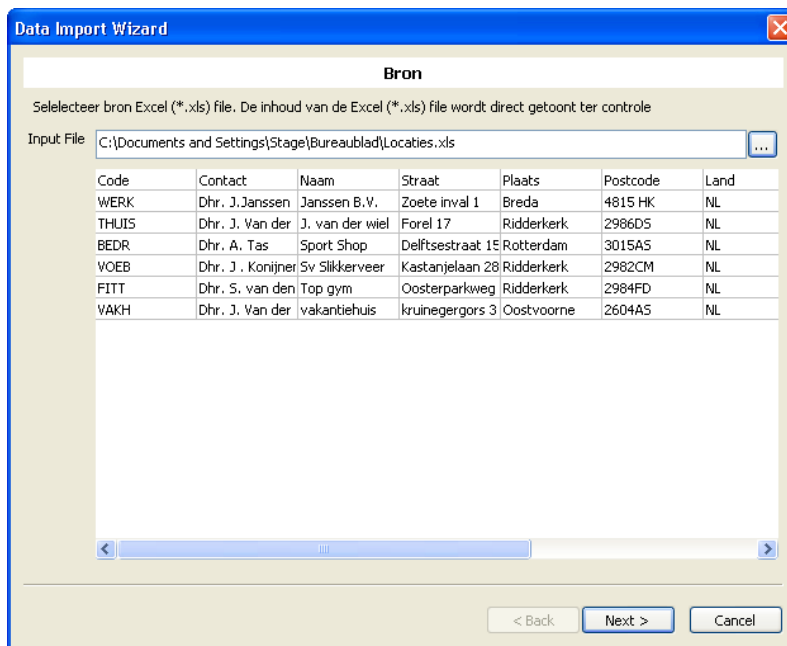 Data Import Wizard
Bron
Selelecteer bron Excel (*.xls) file. De inhoud van de Excel (*.xls) file wordt direct getoont ter controle
Input File C:\Documents and Settings\Stage\Bureaublad\Locaties.xls ...
Code Contact Naam Straat Plaats Postcode Land
WERK Dhr. J.Janssen Janssen B.V. Zoete inval 1 Breda 4815 HK NL
THUIS Dhr. J. Van der J. van der wiel Forel 17 Ridderkerk 2986DS NL
BEDR Dhr. A. Tas Sport Shop Delftsestraat 15 Rotterdam 3015AS NL
VOEB Dhr. J . Konijner Sv Slikkerveer Kastanjelaan 28 Ridderkerk 2982CM NL
FITT Dhr. S. van den Top gym Oosterparkweg Ridderkerk 2984FD NL
VAKH Dhr. J. Van der vakantiehuis kruinegergors 3 Oostvoorne 2604AS NL
< Back Next > Cancel